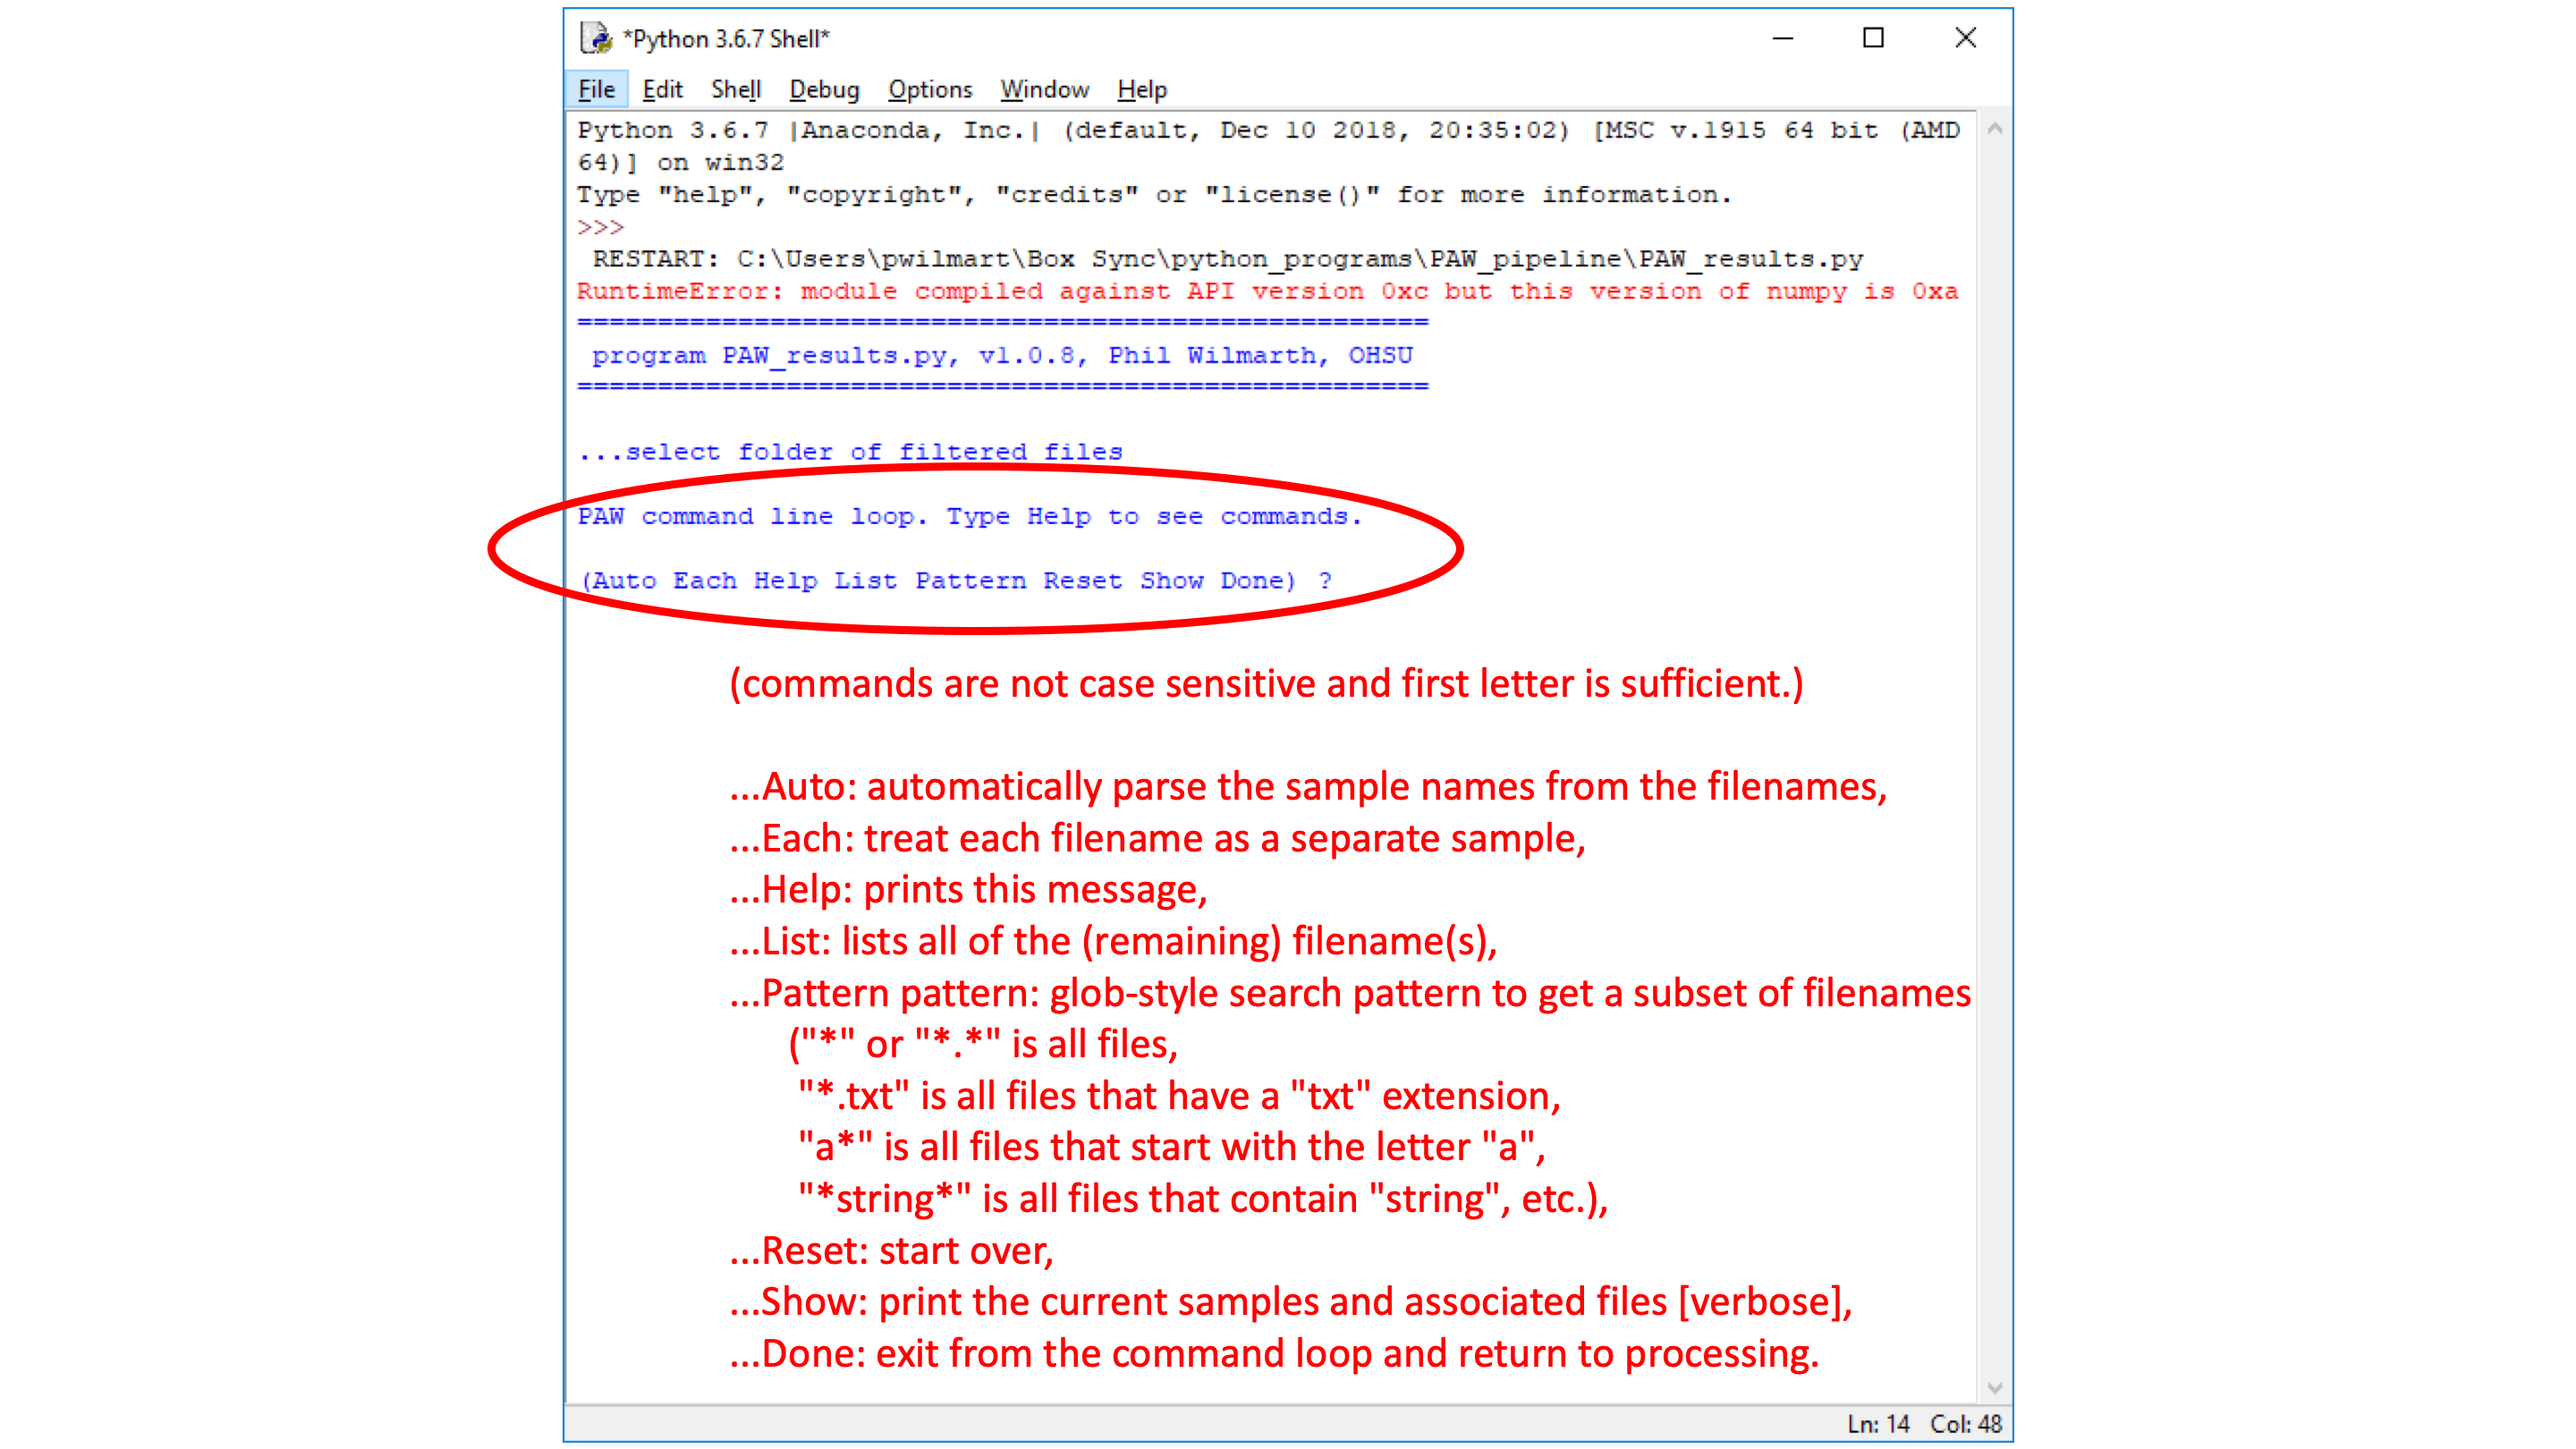 *Python 3.6.7 Shell*
File Edit Shell Debug Options Window Help
Python 3.6.7 |Anaconda, Inc.| (default, Dec 10 2018, 20:35:02) [MSC v.1915 64 bit (AMD
64)] on win32
Type "help", "copyright", "credits" or "license()" for more information.
>>>
RESTART: C:\Users\pwilmart\Box Sync\python_programs\PAW_pipeline\PAW_results.py
RuntimeError: module compiled against API version 0xc but this version of numpy is 0xa
=====================================================
program PAW_results.py, v1.0.8, Phil Wilmarth, OHSU
=====================================================
...select folder of filtered files
PAW command line loop. Type Help to see commands.
(Auto Each Help List Pattern Reset Show Done) ?
(commands are not case sensitive and first letter is sufficient.)
...Auto: automatically parse the sample names from the filenames,
...Each: treat each filename as a separate sample,
...Help: prints this message,
...List: lists all of the (remaining) filename(s),
...Pattern pattern: glob-style search pattern to get a subset of filenames
("*" or "*.*" is all files,
"*.txt" is all files that have a "txt" extension,
"a*" is all files that start with the letter "a",
"*string*" is all files that contain "string", etc.),
...Reset: start over,
...Show: print the current samples and associated files [verbose],
...Done: exit from the command loop and return to processing.
Ln: 14 Col: 48